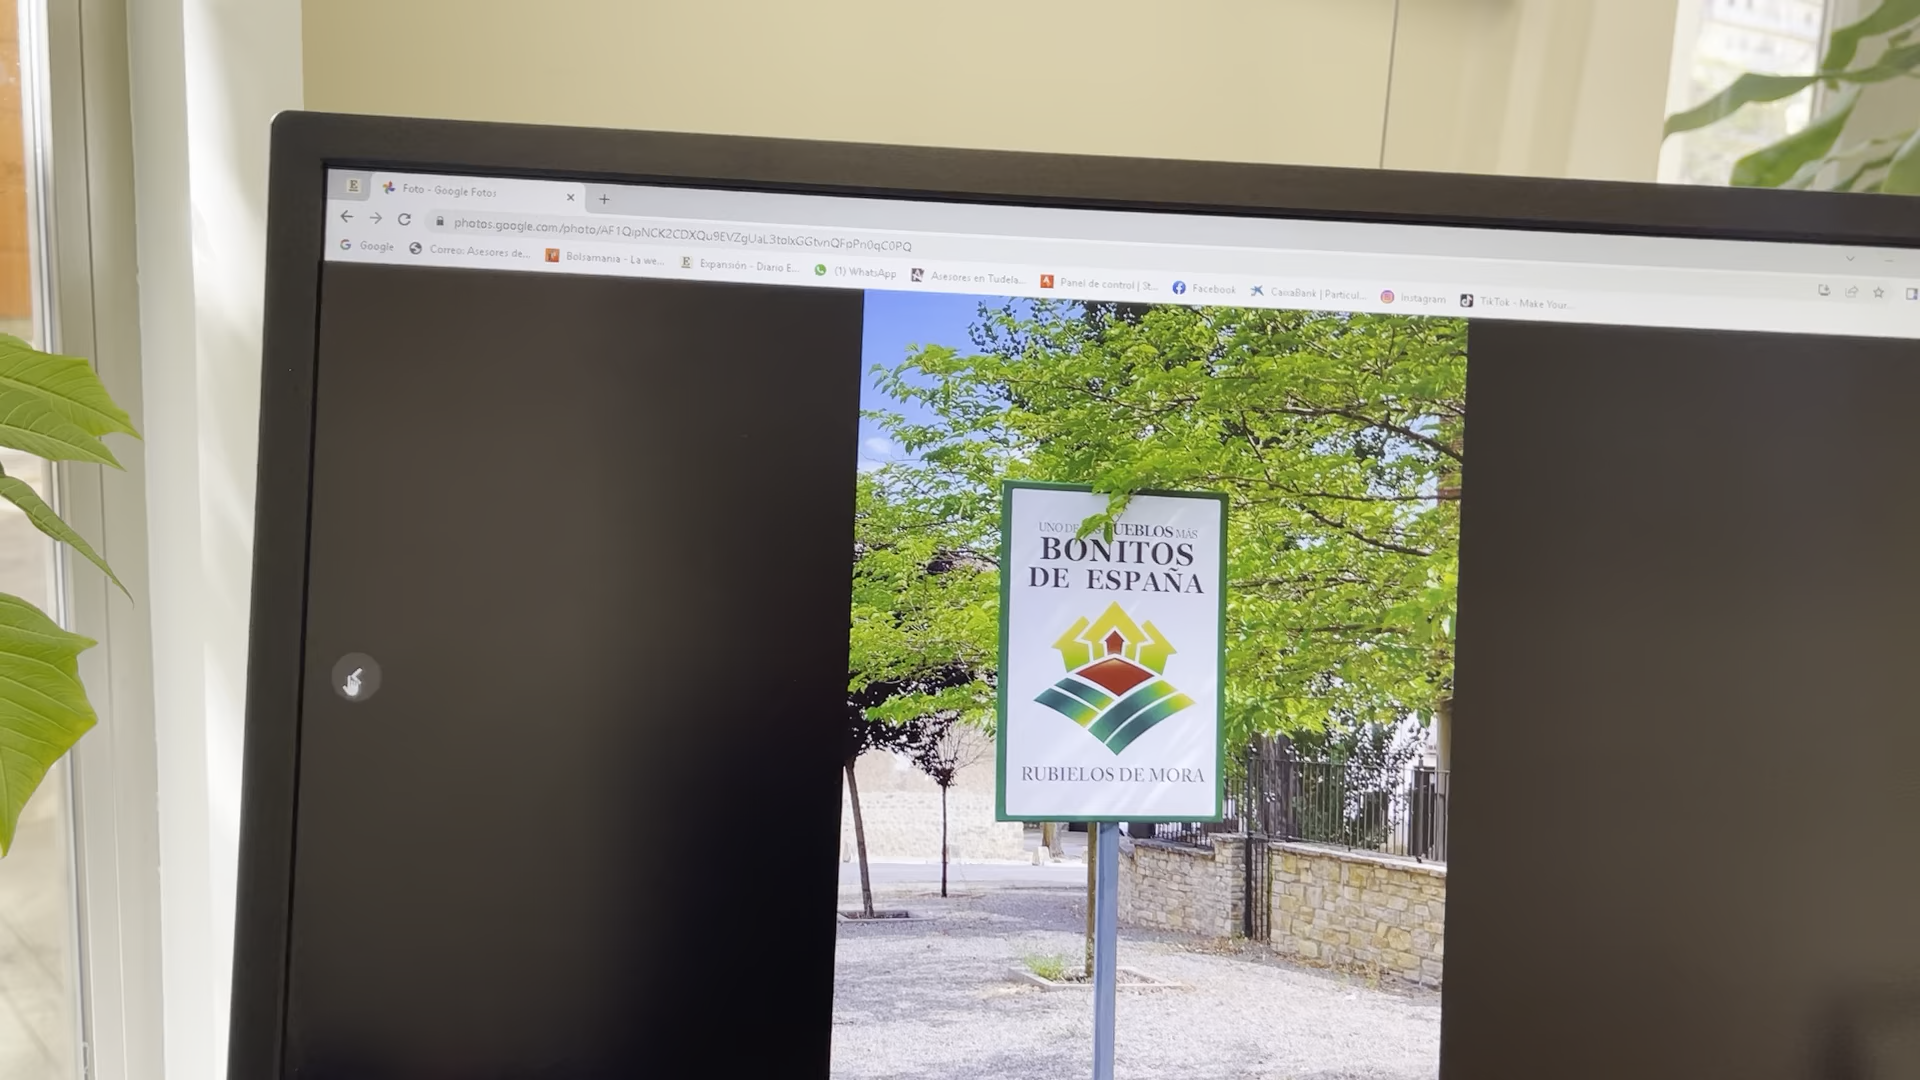 Foto - Google Fotos
photos.google.com/photo/AF1QipNCK2CDXQu9EVZgUaL3tolxGGtvnQFpPn0qC0PQ
Google Correo: Asesores de... Bolsamanía - La we... Expansión - Diario E... (1) WhatsApp Asesores en Tudela... Panel de control | St... Facebook CaixaBank | Particul... Instagram TikTok - Make Your...
UNO DE PUEBLOS MÁS
BONITOS
DE ESPAÑA
RUBIELOS DE MORA